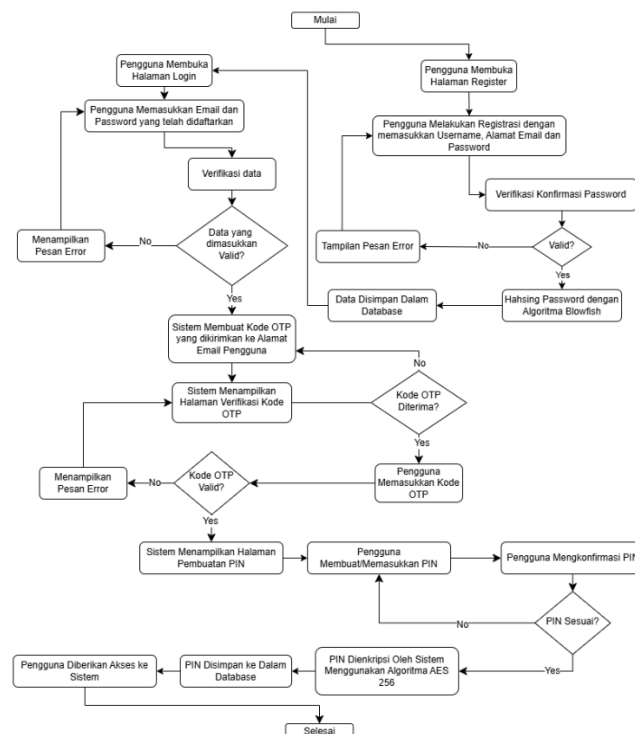 Mulai
Pengguna Membuka
Halaman Register
Pengguna Melakukan Registrasi dengan
memasukkan Username, Alamat Email dan
Password
Verifikasi Konfirmasi Password
Valid?
No
Tampilan Pesan Error
Yes
Hahsing Password dengan
Algoritma Blowfish
Data Disimpan Dalam
Database
Pengguna Membuka
Halaman Login
Pengguna Memasukkan Email dan
Password yang telah didaftarkan
Verifikasi data
Data yang
dimasukkan
Valid?
No
Menampilkan
Pesan Error
Yes
Sistem Membuat Kode OTP
yang dikirimkan ke Alamat
Email Pengguna
Sistem Menampilkan
Halaman Verifikasi Kode
OTP
Kode OTP
Diterima?
No
Yes
Pengguna
Memasukkan Kode
OTP
Kode OTP
Valid?
No
Menampilkan
Pesan Error
Yes
Sistem Menampilkan Halaman
Pembuatan PIN
Pengguna
Membuat/Memasukkan PIN
Pengguna Mengkonfirmasi PIN
PIN Sesuai?
No
Yes
PIN Dienkripsi Oleh Sistem
Menggunakan Algoritma AES
256
PIN Disimpan ke Dalam
Database
Pengguna Diberikan Akses ke
Sistem
Selesai